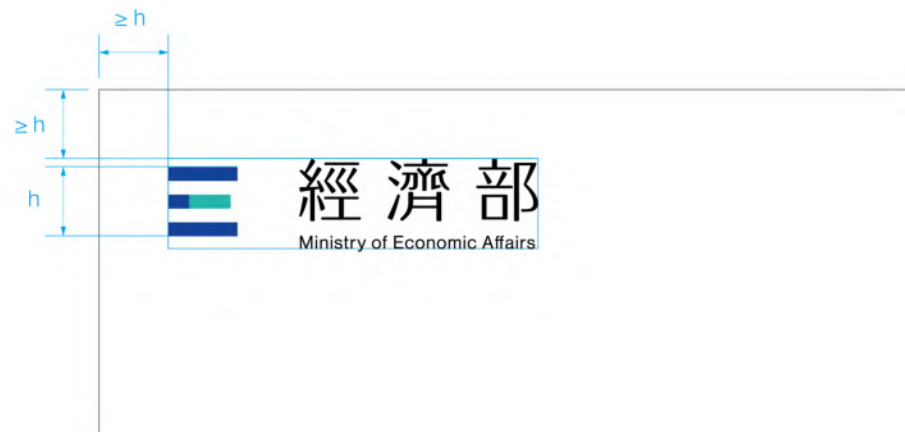 ≥ h
≥ h
h
經濟部
Ministry of Economic Affairs